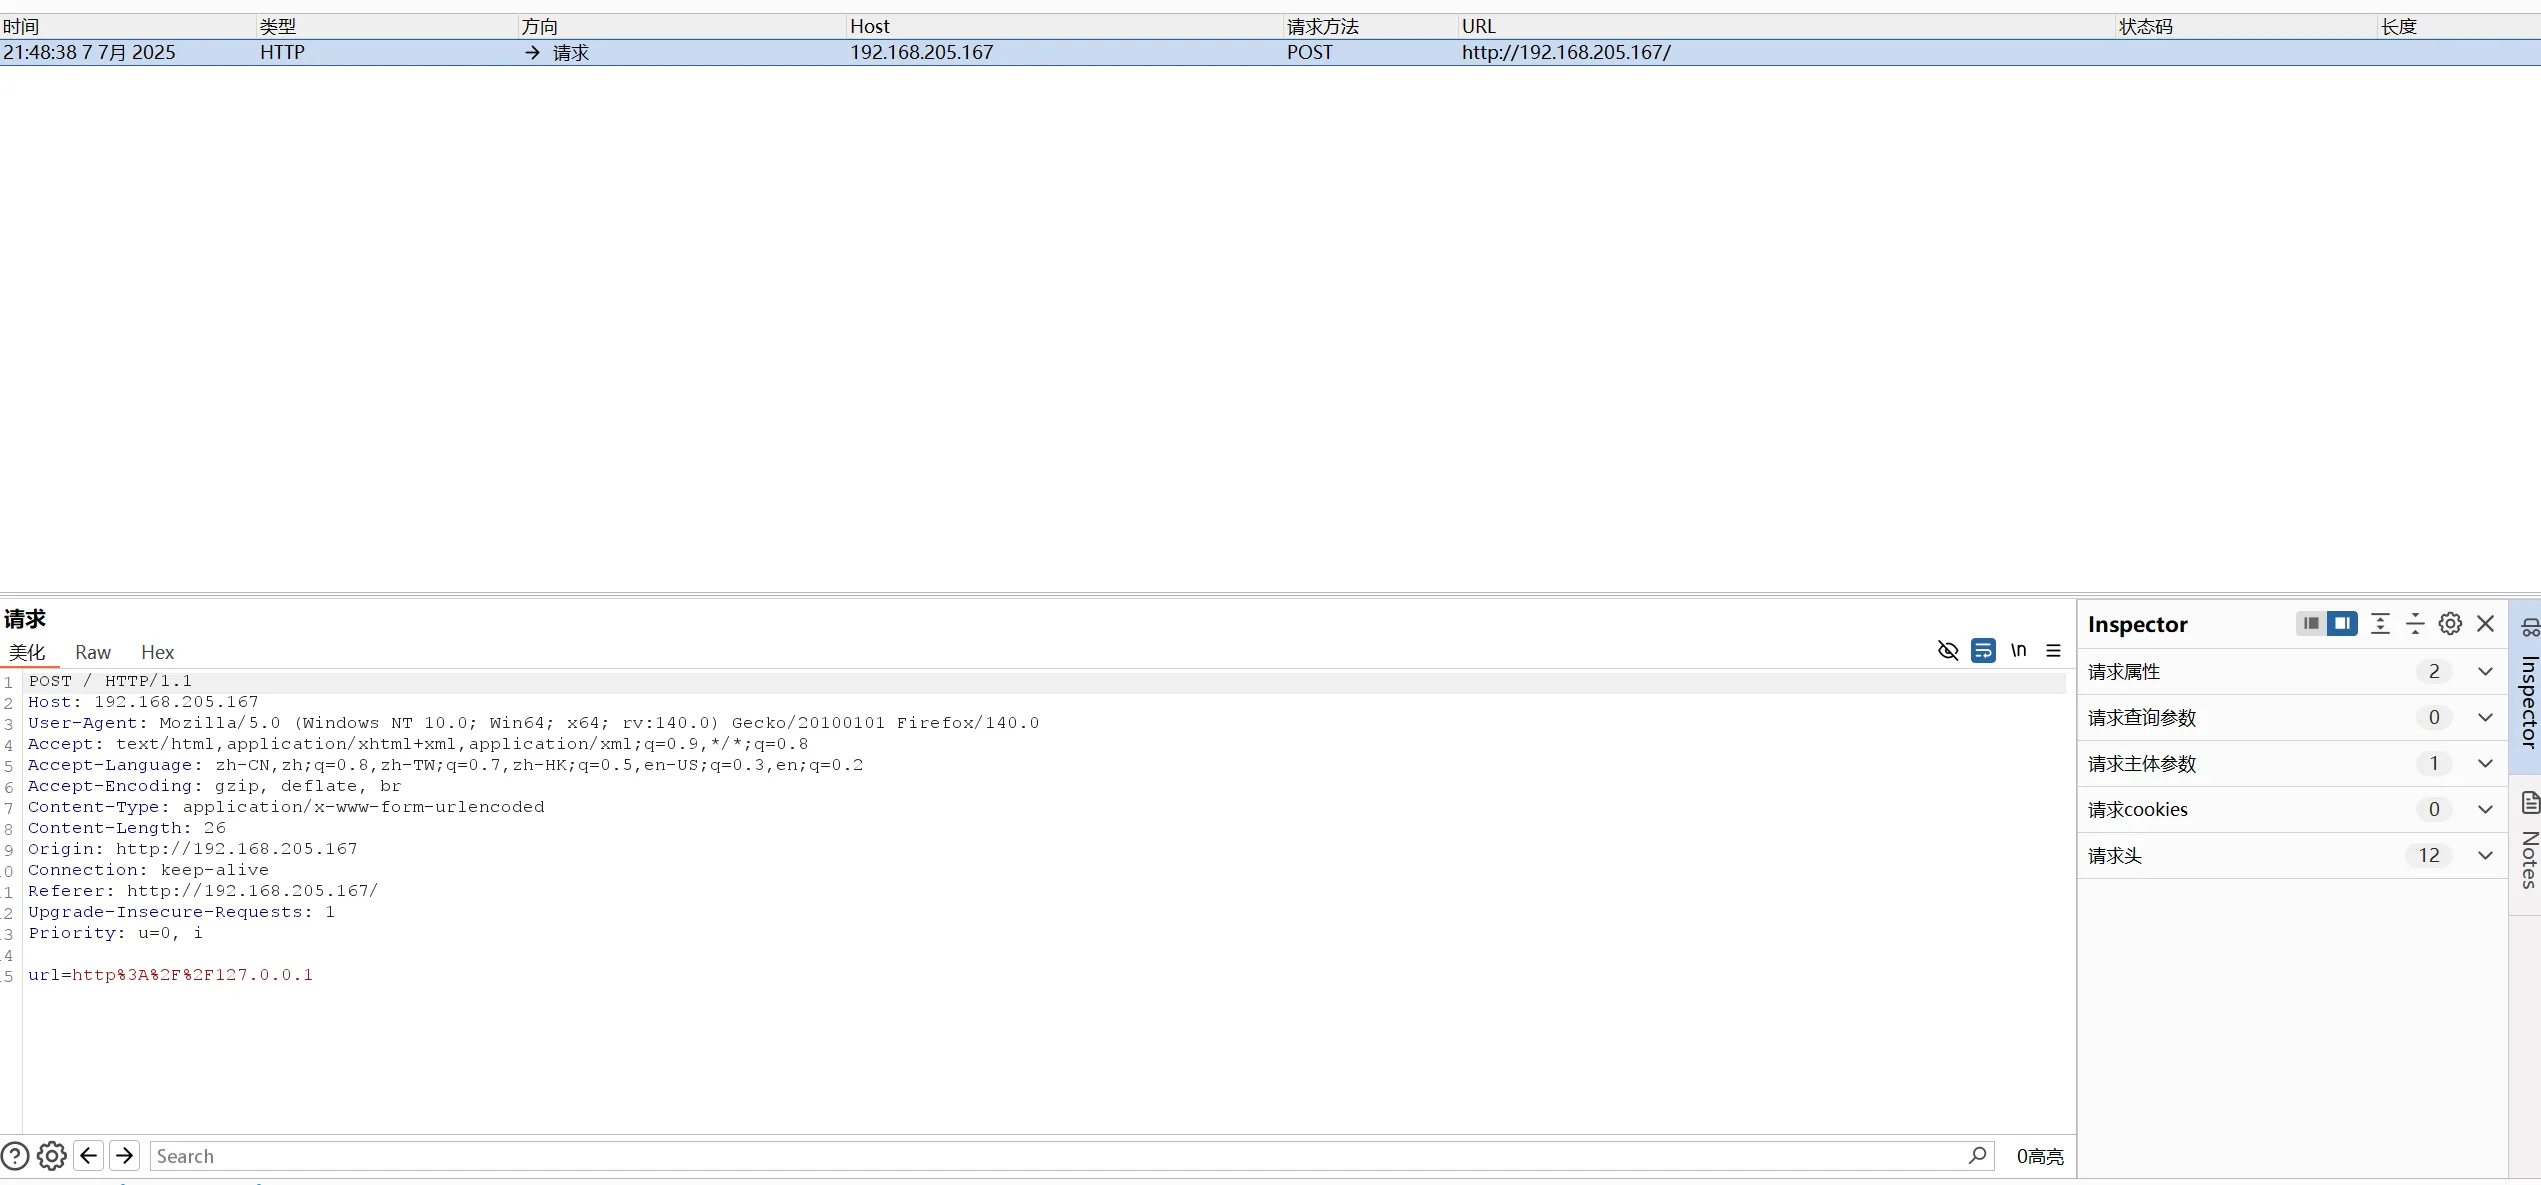 时间 类型 方向 Host 请求方法 URL 状态码 长度
21:48:38 7 7月 2025 HTTP → 请求 192.168.205.167 POST http://192.168.205.167/
请求
美化 Raw Hex \n
1 POST / HTTP/1.1
2 Host: 192.168.205.167
3 User-Agent: Mozilla/5.0 (Windows NT 10.0; Win64; x64; rv:140.0) Gecko/20100101 Firefox/140.0
4 Accept: text/html,application/xhtml+xml,application/xml;q=0.9,*/*;q=0.8
5 Accept-Language: zh-CN,zh;q=0.8,zh-TW;q=0.7,zh-HK;q=0.5,en-US;q=0.3,en;q=0.2
6 Accept-Encoding: gzip, deflate, br
7 Content-Type: application/x-www-form-urlencoded
8 Content-Length: 26
9 Origin: http://192.168.205.167
0 Connection: keep-alive
1 Referer: http://192.168.205.167/
2 Upgrade-Insecure-Requests: 1
3 Priority: u=0, i
4
5 url=http%3A%2F%2F127.0.0.1
Search
0高亮
Inspector
请求属性 2
请求查询参数 0
请求主体参数 1
请求cookies 0
请求头 12
Inspector
Notes